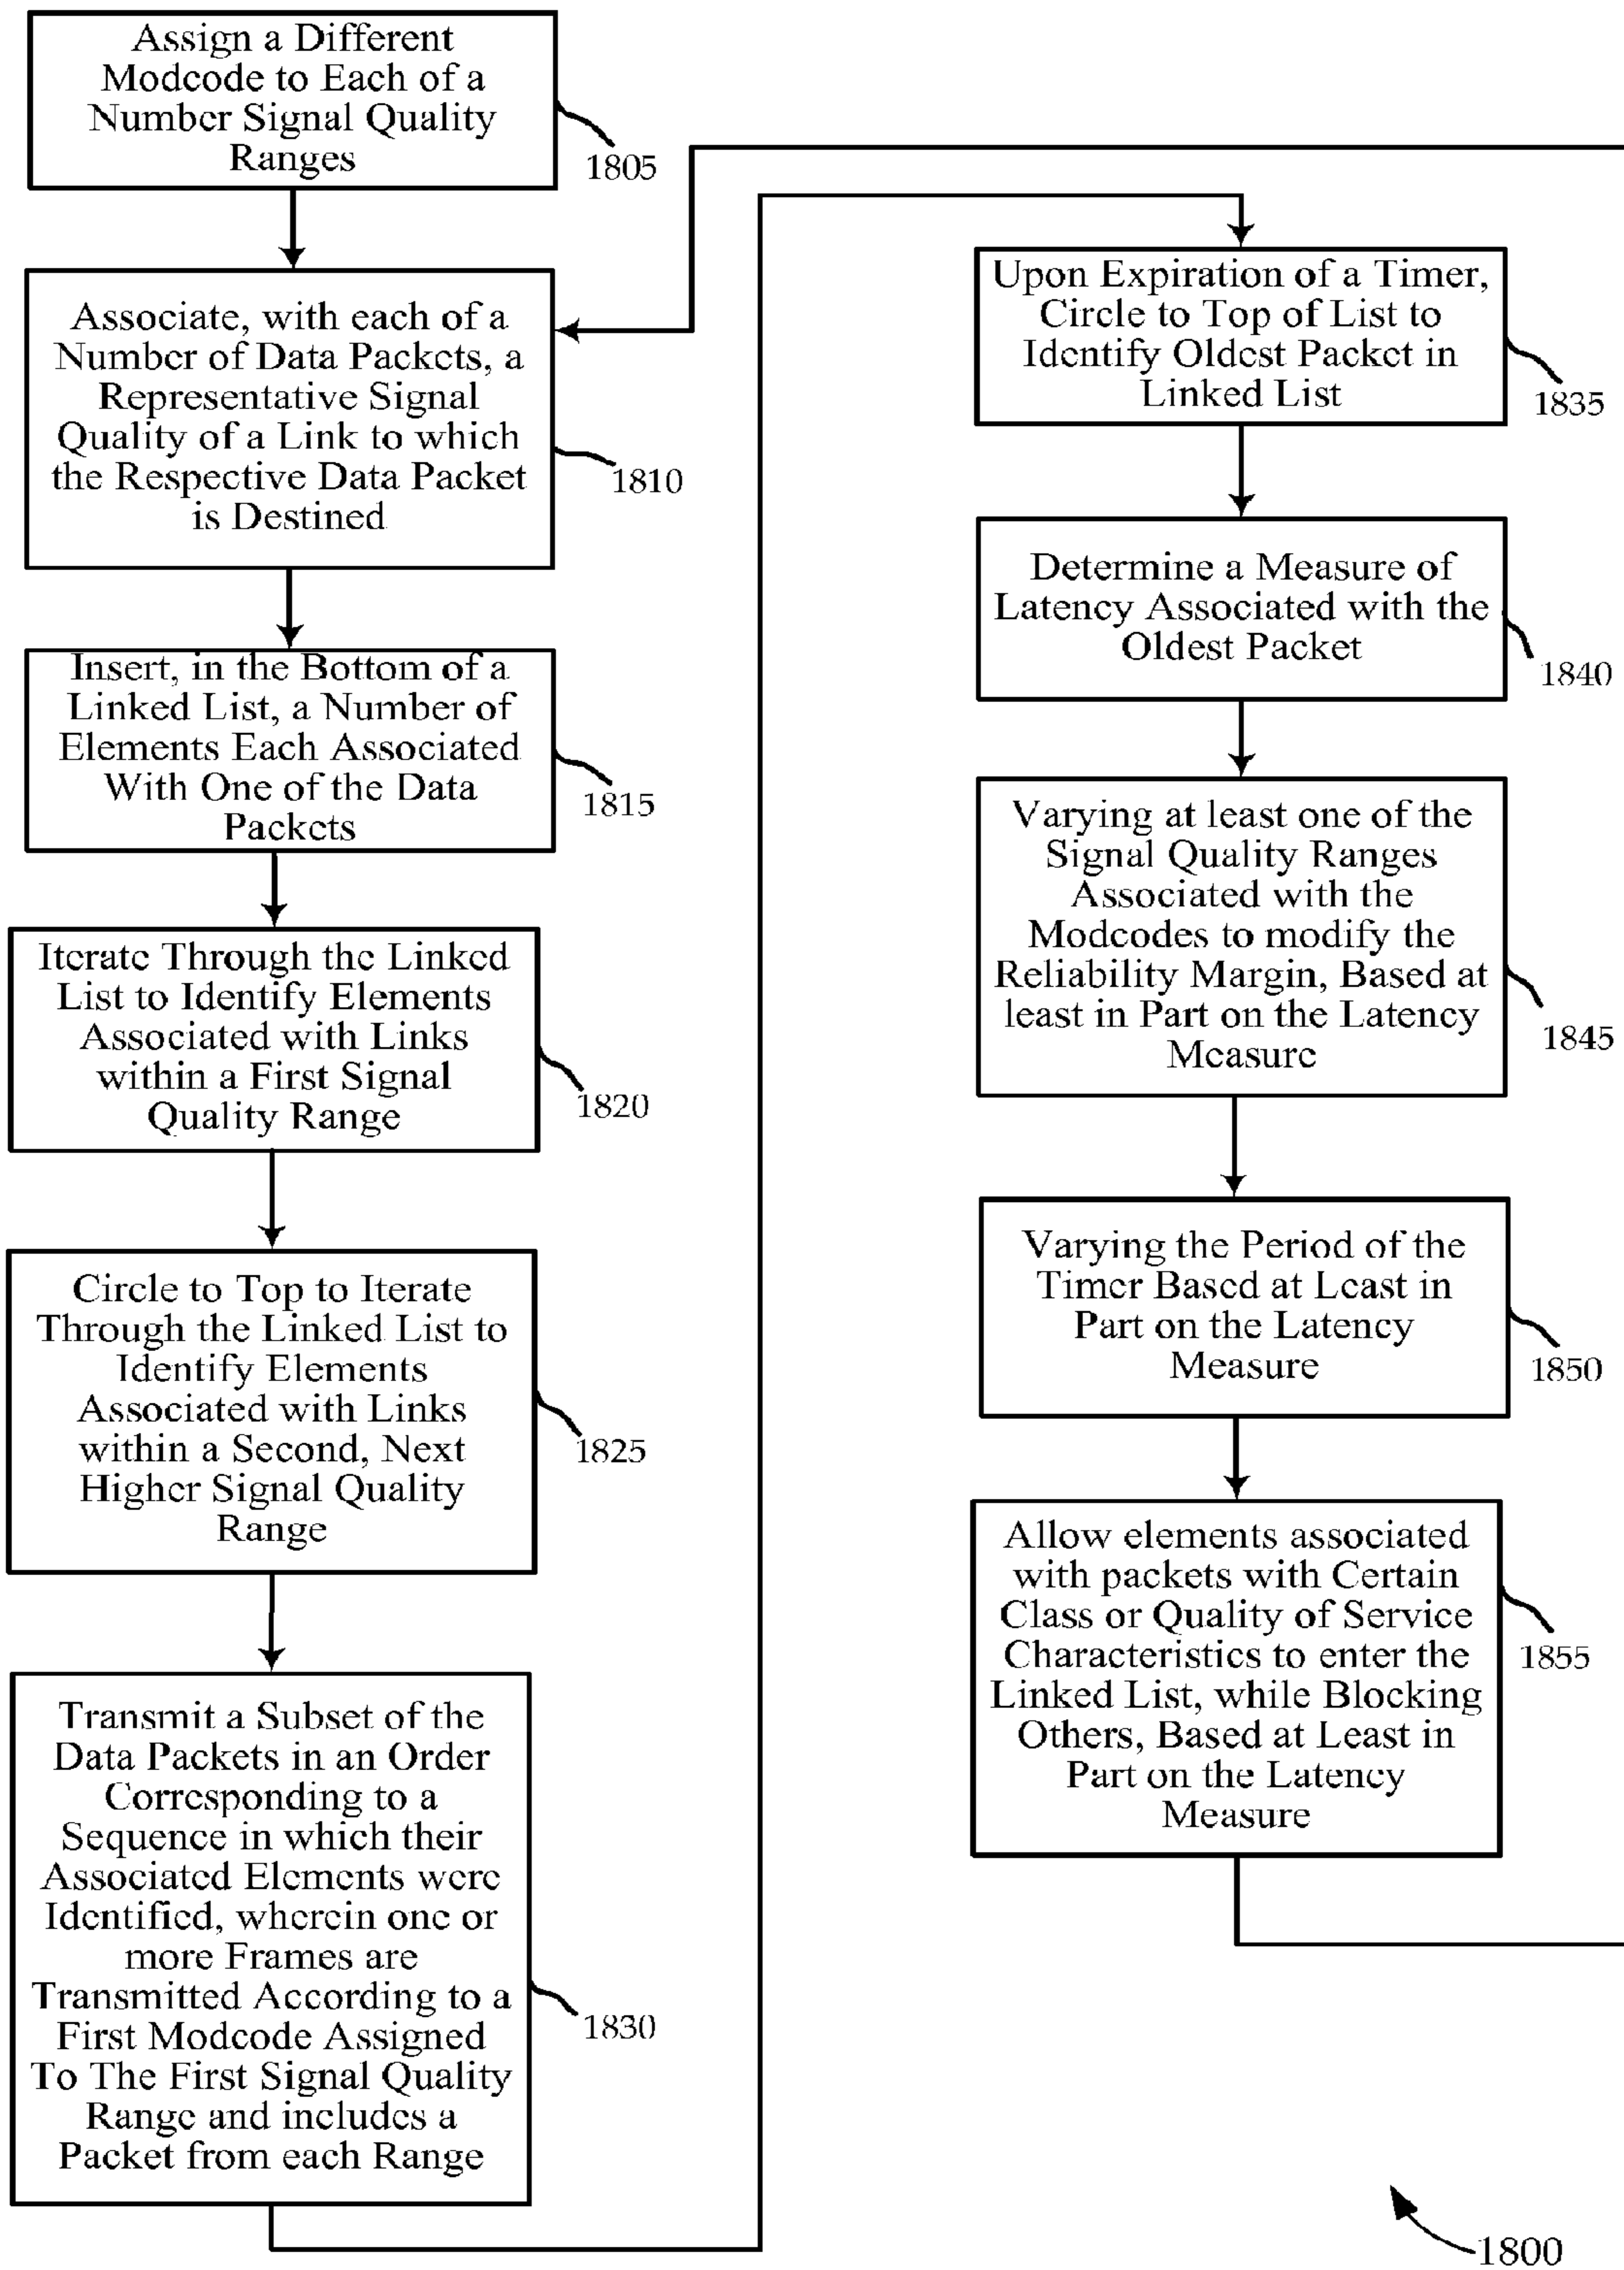 Assign a Different
Modcode to Each of a
Number Signal Quality
Ranges
1805
Associate, with each of a
Number of Data Packets, a
Representative Signal
Quality of a Link to which
the Respective Data Packet
is Destined
1810
Insert, in the Bottom of a
Linked List, a Number of
Elements Each Associated
With One of the Data
Packets
1815
Iterate Through the Linked
List to Identify Elements
Associated with Links
within a First Signal
Quality Range
1820
Circle to Top to Iterate
Through the Linked List to
Identify Elements
Associated with Links
within a Second, Next
Higher Signal Quality
Range
1825
Transmit a Subset of the
Data Packets in an Order
Corresponding to a
Sequence in which their
Associated Elements were
Identified, wherein one or
more Frames are
Transmitted According to a
First Modcode Assigned
To The First Signal Quality
Range and includes a
Packet from each Range
1830
Upon Expiration of a Timer,
Circle to Top of List to
Identify Oldest Packet in
Linked List
1835
Determine a Measure of
Latency Associated with the
Oldest Packet
1840
Varying at least one of the
Signal Quality Ranges
Associated with the
Modcodes to modify the
Reliability Margin, Based at
least in Part on the Latency
Measure
1845
Varying the Period of the
Timer Based at Least in
Part on the Latency
Measure
1850
Allow elements associated
with packets with Certain
Class or Quality of Service
Characteristics to enter the
Linked List, while Blocking
Others, Based at Least in
Part on the Latency
Measure
1855
1800